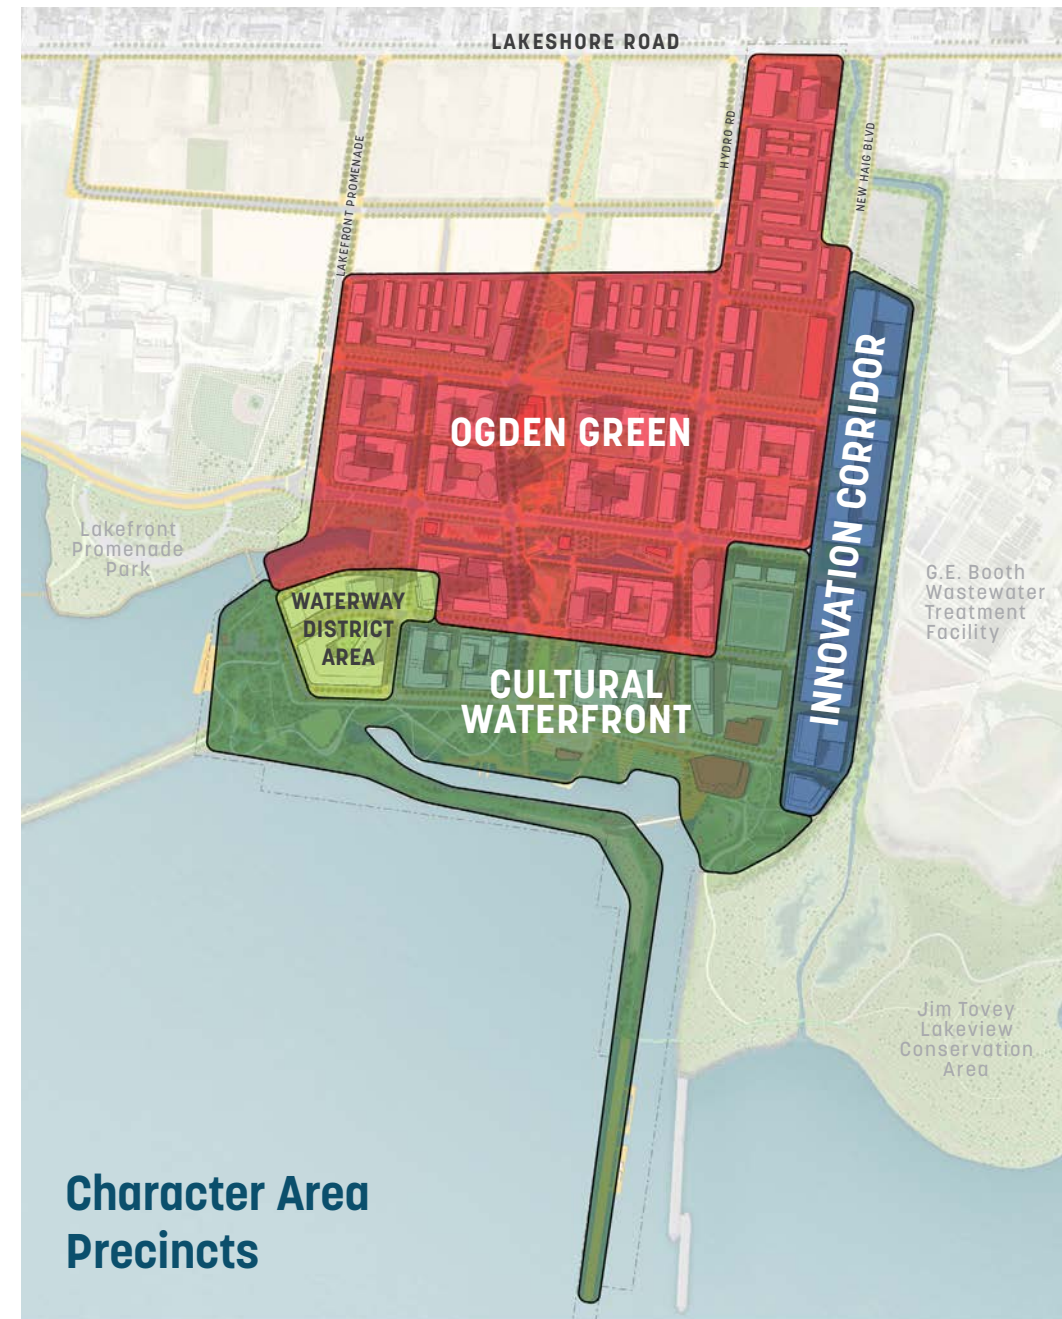 LAKESHORE ROAD
HYDRO RD
NEW HAIG BLVD
LAKEFRONT PROMENADE
OGDEN GREEN
INNOVATION CORRIDOR
Lakefront
Promenade
Park
G.E. Booth
Wastewater
Treatment
Facility
WATERWAY
DISTRICT
AREA
CULTURAL
WATERFRONT
Jim Tovey
Lakeview
Conservation
Area
Character Area
Precincts